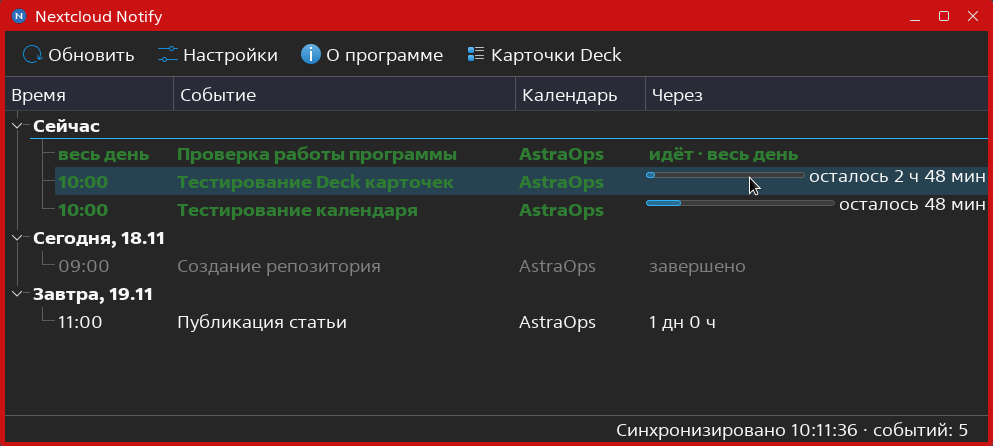 Nextcloud Notify
Обновить Настройки О программе Карточки Deck
Время Событие Календарь Через
Сейчас
весь день Проверка работы программы AstraOps идёт · весь день
10:00 Тестирование Deck карточек AstraOps осталось 2 ч 48 мин
10:00 Тестирование календаря AstraOps осталось 48 мин
Сегодня, 18.11
09:00 Создание репозитория AstraOps завершено
Завтра, 19.11
11:00 Публикация статьи AstraOps 1 дн 0 ч
Синхронизировано 10:11:36 · событий: 5